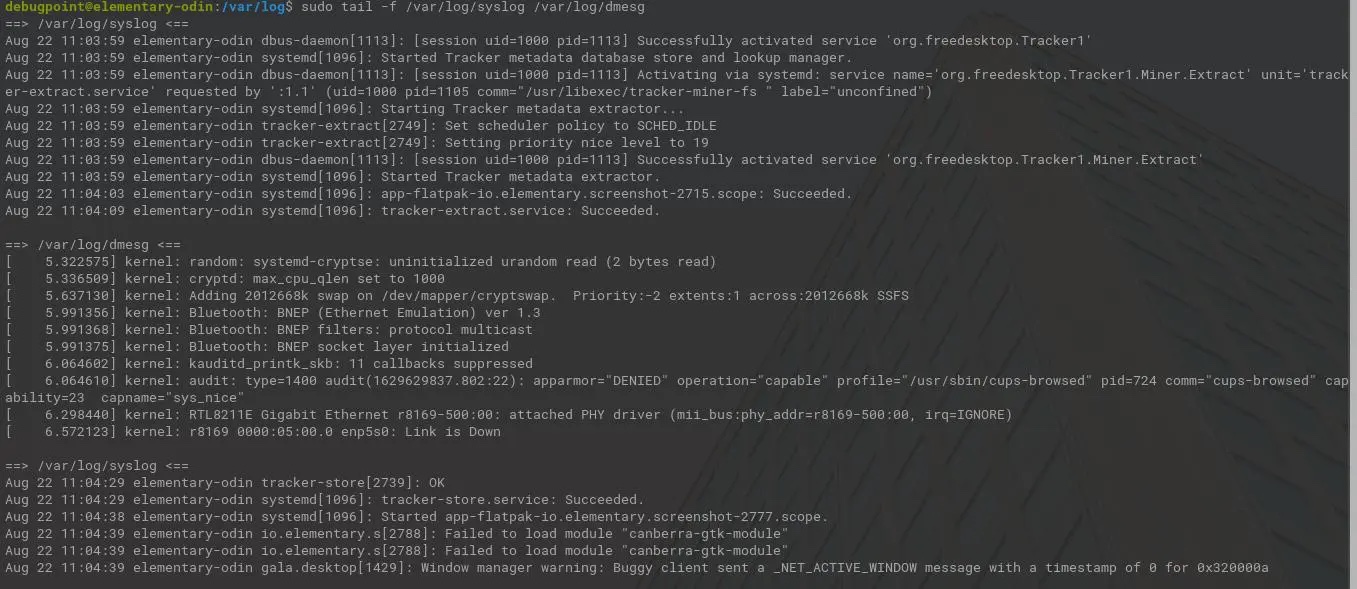 debugpoint@elementary-odin:/var/log$ sudo tail -f /var/log/syslog /var/log/dmesg
==> /var/log/syslog <==
Aug 22 11:03:59 elementary-odin dbus-daemon[1113]: [session uid=1000 pid=1113] Successfully activated service 'org.freedesktop.Tracker1'
Aug 22 11:03:59 elementary-odin systemd[1096]: Started Tracker metadata database store and lookup manager.
Aug 22 11:03:59 elementary-odin dbus-daemon[1113]: [session uid=1000 pid=1113] Activating via systemd: service name='org.freedesktop.Tracker1.Miner.Extract' unit='track
er-extract.service' requested by ':1.1' (uid=1000 pid=1105 comm="/usr/libexec/tracker-miner-fs " label="unconfined")
Aug 22 11:03:59 elementary-odin systemd[1096]: Starting Tracker metadata extractor...
Aug 22 11:03:59 elementary-odin tracker-extract[2749]: Set scheduler policy to SCHED_IDLE
Aug 22 11:03:59 elementary-odin tracker-extract[2749]: Setting priority nice level to 19
Aug 22 11:03:59 elementary-odin dbus-daemon[1113]: [session uid=1000 pid=1113] Successfully activated service 'org.freedesktop.Tracker1.Miner.Extract'
Aug 22 11:03:59 elementary-odin systemd[1096]: Started Tracker metadata extractor.
Aug 22 11:04:03 elementary-odin systemd[1096]: app-flatpak-io.elementary.screenshot-2715.scope: Succeeded.
Aug 22 11:04:09 elementary-odin systemd[1096]: tracker-extract.service: Succeeded.
==> /var/log/dmesg <==
[    5.322575] kernel: random: systemd-cryptse: uninitialized urandom read (2 bytes read)
[    5.336509] kernel: cryptd: max_cpu_qlen set to 1000
[    5.637130] kernel: Adding 2012668k swap on /dev/mapper/cryptswap.  Priority:-2 extents:1 across:2012668k SSFS
[    5.991356] kernel: Bluetooth: BNEP (Ethernet Emulation) ver 1.3
[    5.991368] kernel: Bluetooth: BNEP filters: protocol multicast
[    5.991375] kernel: Bluetooth: BNEP socket layer initialized
[    6.064602] kernel: kauditd_printk_skb: 11 callbacks suppressed
[    6.064610] kernel: audit: type=1400 audit(1629629837.802:22): apparmor="DENIED" operation="capable" profile="/usr/sbin/cups-browsed" pid=724 comm="cups-browsed" cap
ability=23  capname="sys_nice"
[    6.298440] kernel: RTL8211E Gigabit Ethernet r8169-500:00: attached PHY driver (mii_bus:phy_addr=r8169-500:00, irq=IGNORE)
[    6.572123] kernel: r8169 0000:05:00.0 enp5s0: Link is Down
==> /var/log/syslog <==
Aug 22 11:04:29 elementary-odin tracker-store[2739]: OK
Aug 22 11:04:29 elementary-odin systemd[1096]: tracker-store.service: Succeeded.
Aug 22 11:04:38 elementary-odin systemd[1096]: Started app-flatpak-io.elementary.screenshot-2777.scope.
Aug 22 11:04:39 elementary-odin io.elementary.s[2788]: Failed to load module "canberra-gtk-module"
Aug 22 11:04:39 elementary-odin io.elementary.s[2788]: Failed to load module "canberra-gtk-module"
Aug 22 11:04:39 elementary-odin gala.desktop[1429]: Window manager warning: Buggy client sent a _NET_ACTIVE_WINDOW message with a timestamp of 0 for 0x320000a